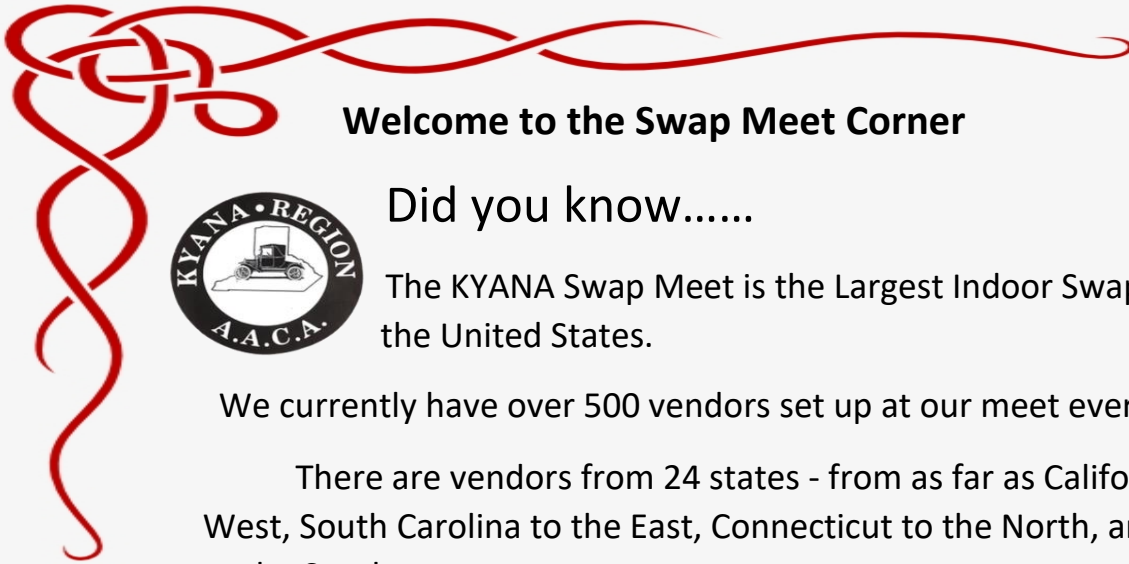 Welcome to the Swap Meet Corner
KYANA • REGION
A.A.C.A.
Did you know......
The KYANA Swap Meet is the Largest Indoor Swap
the United States.
We currently have over 500 vendors set up at our meet ever
There are vendors from 24 states - from as far as Califo
West, South Carolina to the East, Connecticut to the North, a